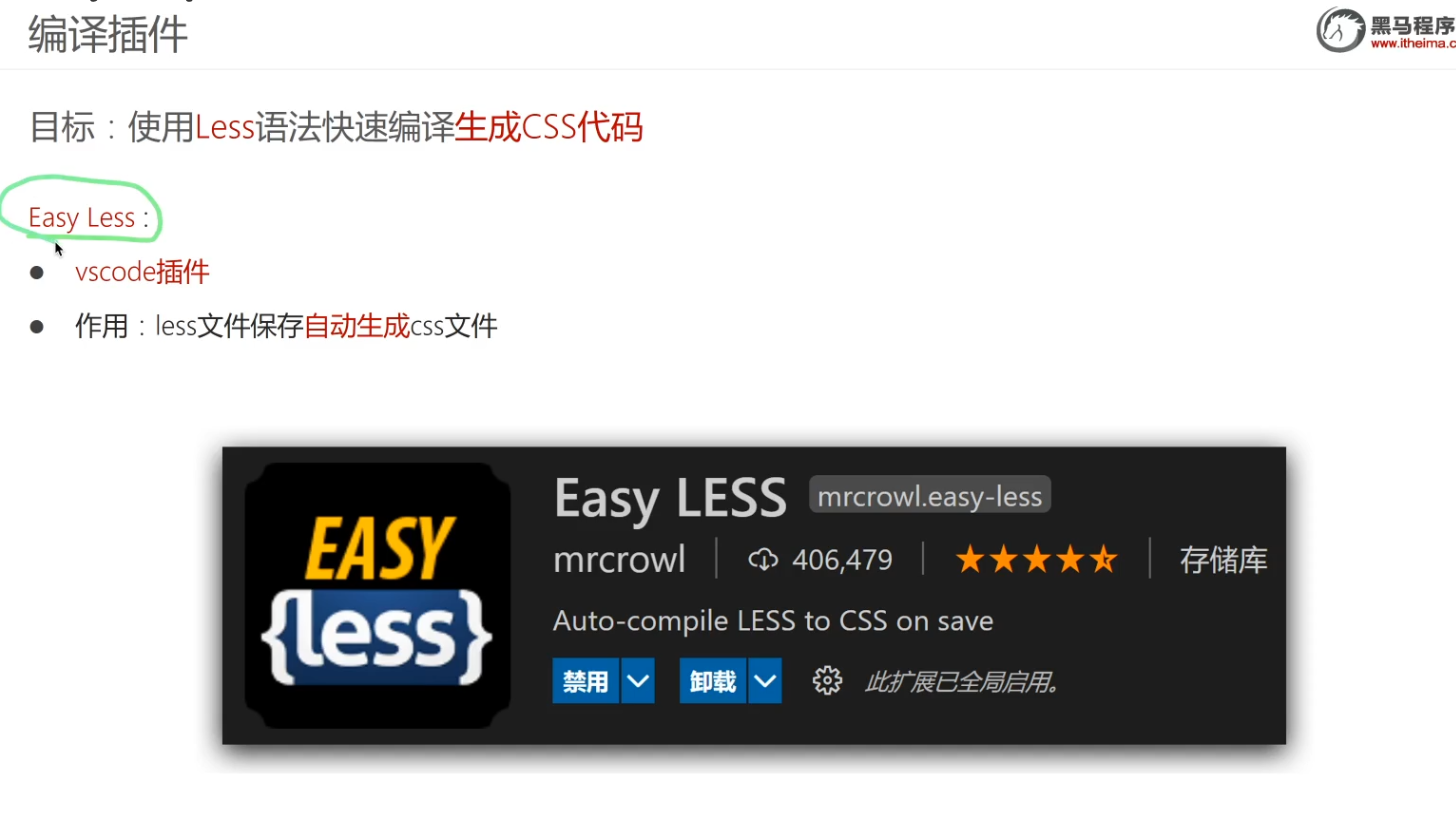 编译插件
黑马程序
www.itheima.c
目标：使用Less语法快速编译生成CSS代码
Easy Less :
● vscode插件
● 作用：less文件保存自动生成css文件
EASY
{less}
Easy LESS mrcrowl.easy-less
mrcrowl 406,479 存储库
Auto-compile LESS to CSS on save
禁用 卸载 此扩展已全局启用。